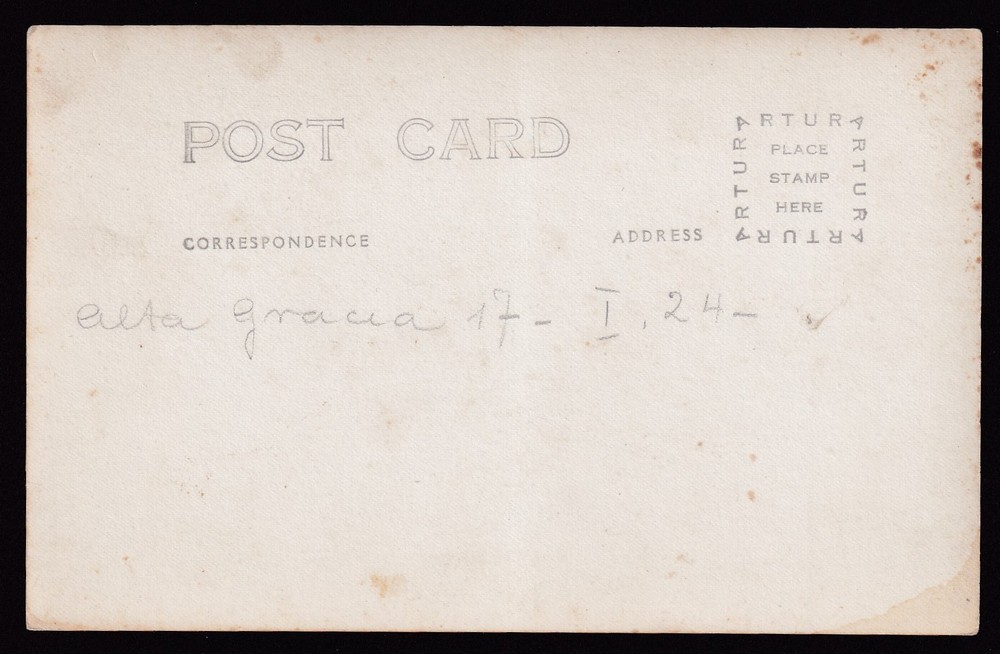 POST CARD
ARTURA
ARTURA
ARTURA
ARTURA
PLACE
STAMP
HERE
CORRESPONDENCE
ADDRESS
Alta Gracia 17 - I. 24 -